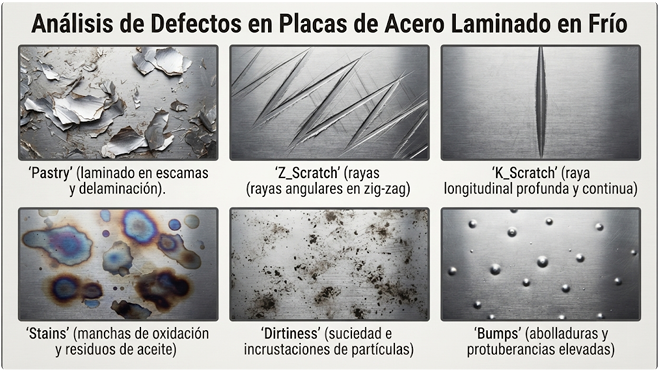 Análisis de Defectos en Placas de Acero Laminado en Frío
‘Pastry’ (laminado en escamas
y delaminación).
‘Z_Scratch’ (rayas
(rayas angulares en zig-zag)
‘K_Scratch’ (raya
longitudinal profunda y continua)
‘Stains’ (manchas de oxidación
y residuos de aceite)
‘Dirtiness’ (suciedad e
incrustaciones de partículas)
‘Bumps’ (abolladuras y
protuberancias elevadas)